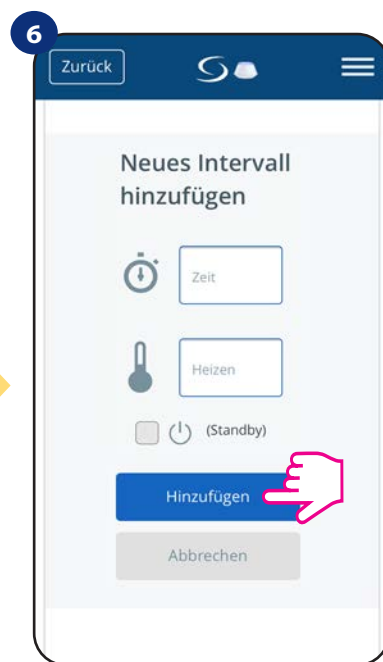 6
Zurück
Neues Intervall
hinzufügen
Zeit
Heizen
(Standby)
Hinzufügen
Abbrechen